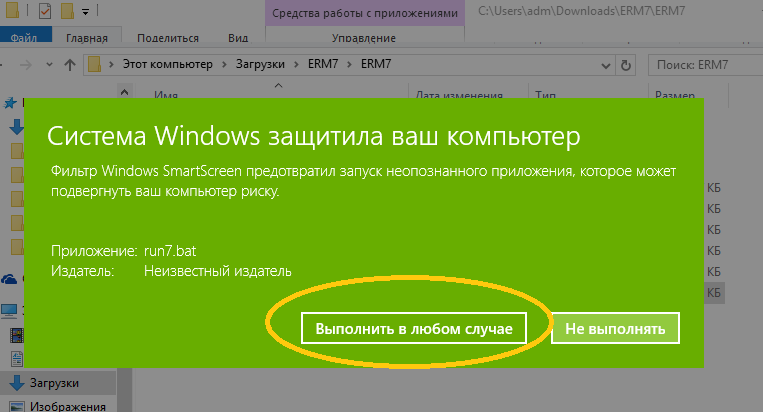 Средства работы с приложениями
C:\Users\adm\Downloads\ERM7\ERM7
Файл Главная Поделиться Вид Управление
Этот компьютер Загрузки ERM7 ERM7
Поиск: ERM7
Имя Дата изменения Тип Размер
Система Windows защитила ваш компьютер
Фильтр Windows SmartScreen предотвратил запуск неопознанного приложения, которое может
подвергнуть ваш компьютер риску.
КБ
КБ
КБ
Приложение: run7.bat
КБ
Издатель: Неизвестный издатель
КБ
КБ
Выполнить в любом случае Не выполнять
Загрузки
Изображения